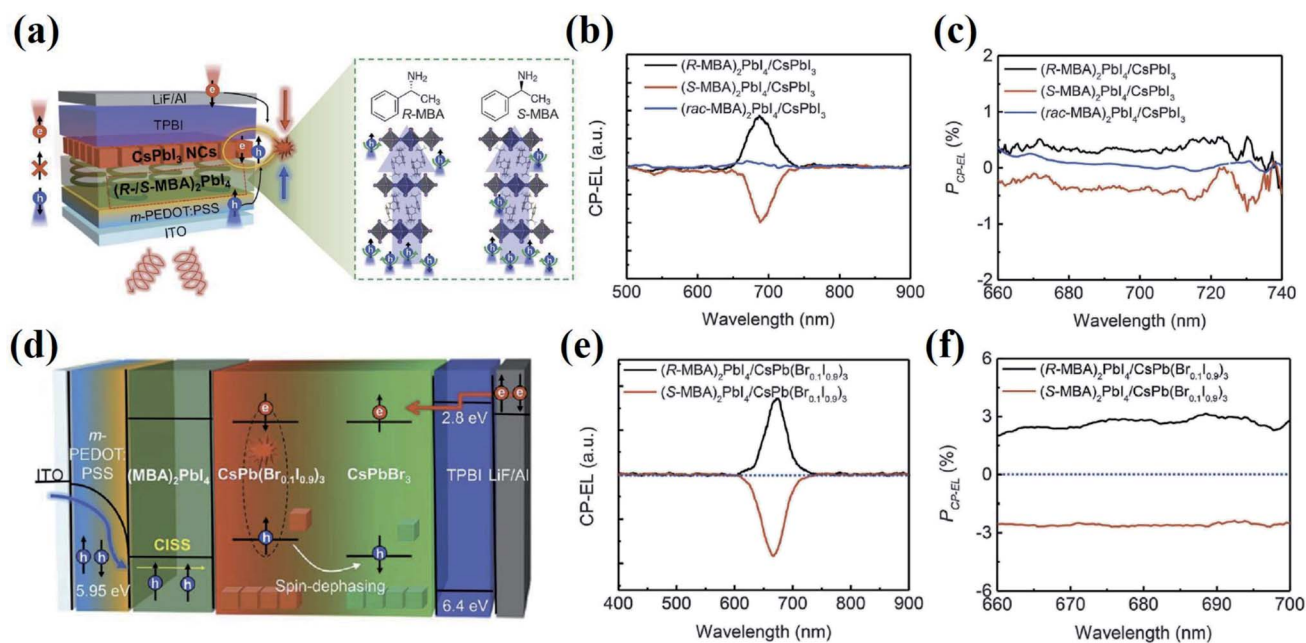 (a)
NH2
NH2
CH3
CH3
R-MBA
S-MBA
LiF/Al
TPBI
CsPbI3 NCs
(R-/S-MBA)2PbI4
m-PEDOT:PSS
ITO
e
e
e
h
h
h
h
(b)
(R-MBA)2PbI4/CsPbI3
(S-MBA)2PbI4/CsPbI3
(rac-MBA)2PbI4/CsPbI3
CP-EL (a.u.)
500 600 700 800 900
Wavelength (nm)
(c)
(R-MBA)2PbI4/CsPbI3
(S-MBA)2PbI4/CsPbI3
(rac-MBA)2PbI4/CsPbI3
PCP-EL (%)
2
1
0
-1
-2
660 680 700 720 740
Wavelength (nm)
(d)
ITO
m-
PEDOT:
PSS
(MBA)2PbI4
CsPb(Br0.1I0.9)3
CsPbBr3
TPBI
LiF/Al
2.8 eV
CISS
Spin-dephasing
5.95 eV
6.4 eV
e
e
e
e
h
h
h
h
h
h
(e)
(R-MBA)2PbI4/CsPb(Br0.1I0.9)3
(S-MBA)2PbI4/CsPb(Br0.1I0.9)3
CP-EL (a.u.)
400 500 600 700 800 900
Wavelength (nm)
(f)
(R-MBA)2PbI4/CsPb(Br0.1I0.9)3
(S-MBA)2PbI4/CsPb(Br0.1I0.9)3
PCP-EL (%)
6
3
0
-3
-6
660 670 680 690 700
Wavelength (nm)